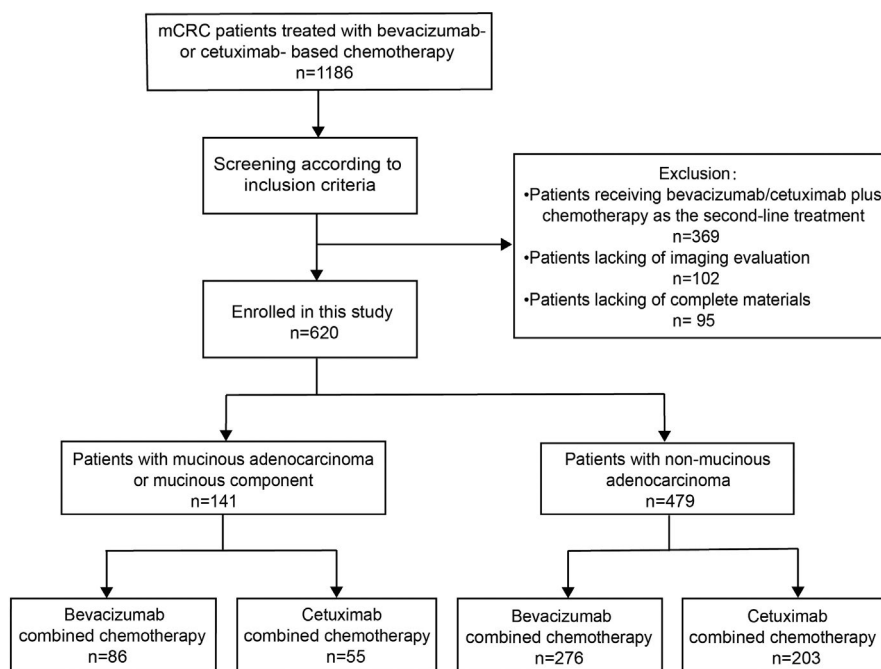 mCRC patients treated with bevacizumab-
or cetuximab- based chemotherapy
n=1186
Screening according to
inclusion criteria
Exclusion:
•Patients receiving bevacizumab/cetuximab plus
chemotherapy as the second-line treatment
n=369
•Patients lacking of imaging evaluation
n=102
•Patients lacking of complete materials
n= 95
Enrolled in this study
n=620
Patients with mucinous adenocarcinoma
or mucinous component
n=141
Patients with non-mucinous
adenocarcinoma
n=479
Bevacizumab
combined chemotherapy
n=86
Cetuximab
combined chemotherapy
n=55
Bevacizumab
combined chemotherapy
n=276
Cetuximab
combined chemotherapy
n=203